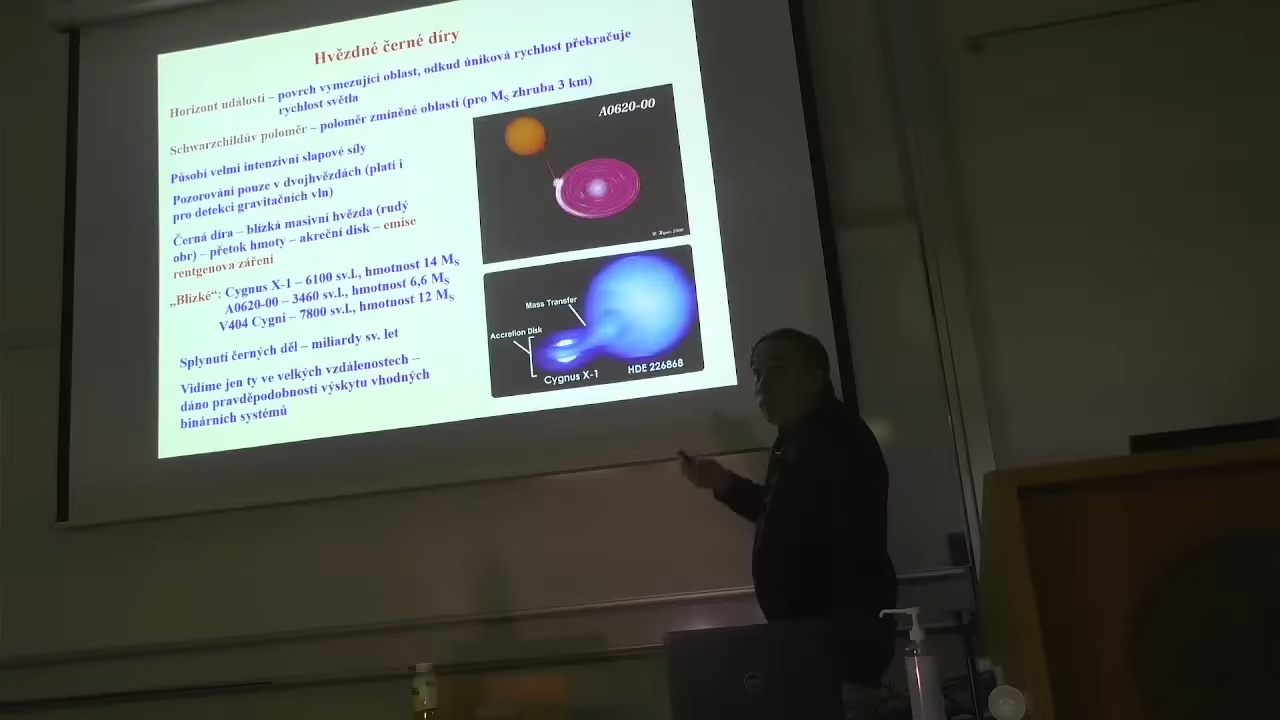 Hvězdné černé díry
Horizont událostí – povrch vymezující oblast, odkud úniková rychlost překračuje
rychlost světla
Schwarzchildův poloměr – poloměr zmíněné oblasti (pro MS zhruba 3 km)
Působí velmi intenzivní slapové síly
Pozorování pouze v dvojhvězdách (platí i
pro detekci gravitačních vln)
Černá díra – blízká masivní hvězda (rudý
obr) – přetok hmoty – akreční disk – emise
rentgenova záření
„Blízké“: Cygnus X-1 – 6100 sv.l., hmotnost 14 MS
A0620-00 – 3460 sv.l., hmotnost 6,6 MS
V404 Cygni – 7800 sv.l., hmotnost 12 MS
Splynutí černých děl – miliardy sv. let
Vidíme jen ty ve velkých vzdálenostech –
dáno pravděpodobností výskytu vhodných
binárních systémů
A0620-00
Mass Transfer
Accretion Disk
Cygnus X-1
HDE 226868